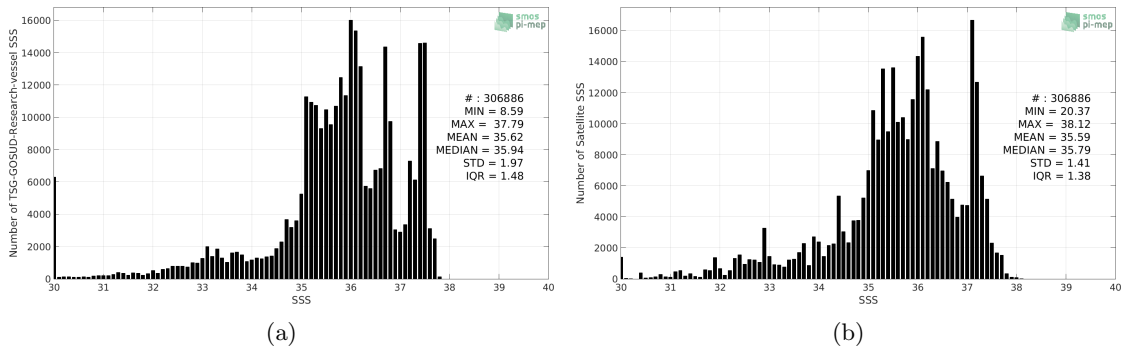 smos
pi-mep
16000
14000
12000
10000
8000
6000
4000
2000
0
Number of TSG-GOSUD-Research-vessel SSS
# : 306886
MIN = 8.59
MAX = 37.79
MEAN = 35.62
MEDIAN = 35.94
STD = 1.97
IQR = 1.48
30 31 32 33 34 35 36 37 38 39 40
SSS
(a)
smos
pi-mep
16000
14000
12000
10000
8000
6000
4000
2000
0
Number of Satellite SSS
# : 306886
MIN = 20.37
MAX = 38.12
MEAN = 35.59
MEDIAN = 35.79
STD = 1.41
IQR = 1.38
30 31 32 33 34 35 36 37 38 39 40
SSS
(b)